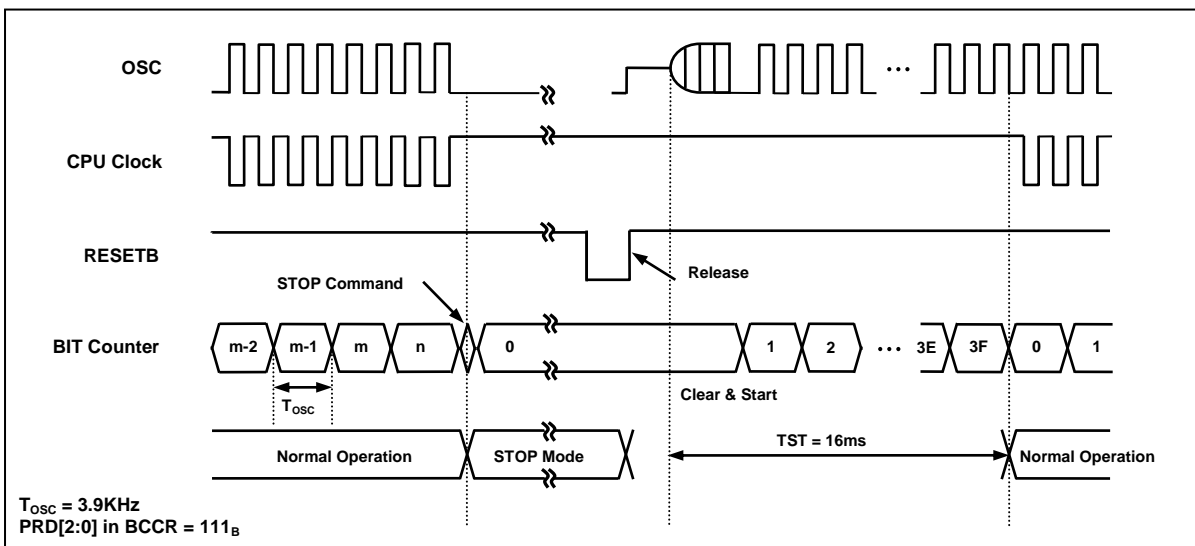 OSC
...
CPU Clock
RESETB
Release
STOP Command
BIT Counter
m-2 m-1 m n 0 1 2 ... 3E 3F 0 1
TOSC
Clear & Start
Normal Operation STOP Mode TST = 16ms Normal Operation
TOSC = 3.9KHz
PRD[2:0] in BCCR = 111B